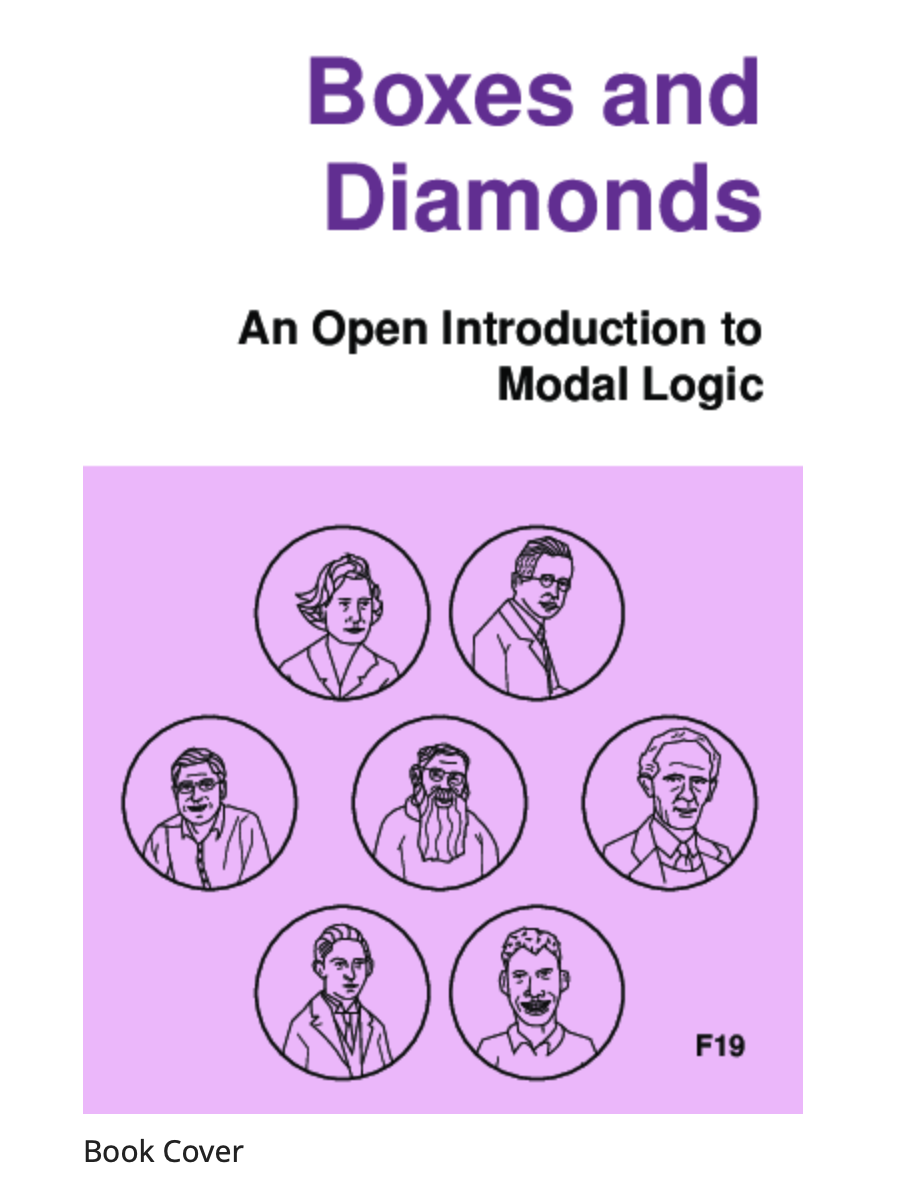 Boxes and
Diamonds
An Open Introduction to
Modal Logic
F19
Book Cover